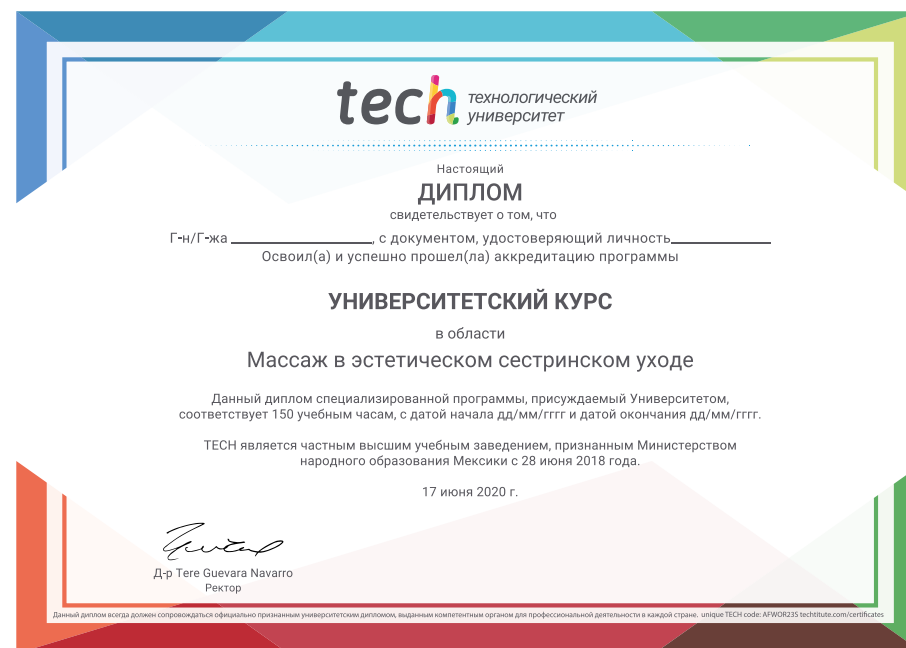 tech технологический
университет
Настоящий
ДИПЛОМ
свидетельствует о том, что
Г-н/Г-жа ____________, с документом, удостоверяющий личность____________
Освоил(а) и успешно прошел(ла) аккредитацию программы
УНИВЕРСИТЕТСКИЙ КУРС
в области
Массаж в эстетическом сестринском уходе
Данный диплом специализированной программы, присуждаемый Университетом,
соответствует 150 учебным часам, с датой начала дд/мм/гггг и датой окончания дд/мм/гггг.
TECH является частным высшим учебным заведением, признанным Министерством
народного образования Мексики с 28 июня 2018 года.
17 июня 2020 г.
Д-р Tere Guevara Navarro
Ректор
Данный диплом всегда должен сопровождаться официально признанным университетским дипломом, выданным компетентным органом для профессиональной деятельности в каждой стране. unique TECH code: AFWOR23S techtitute.com/certificates